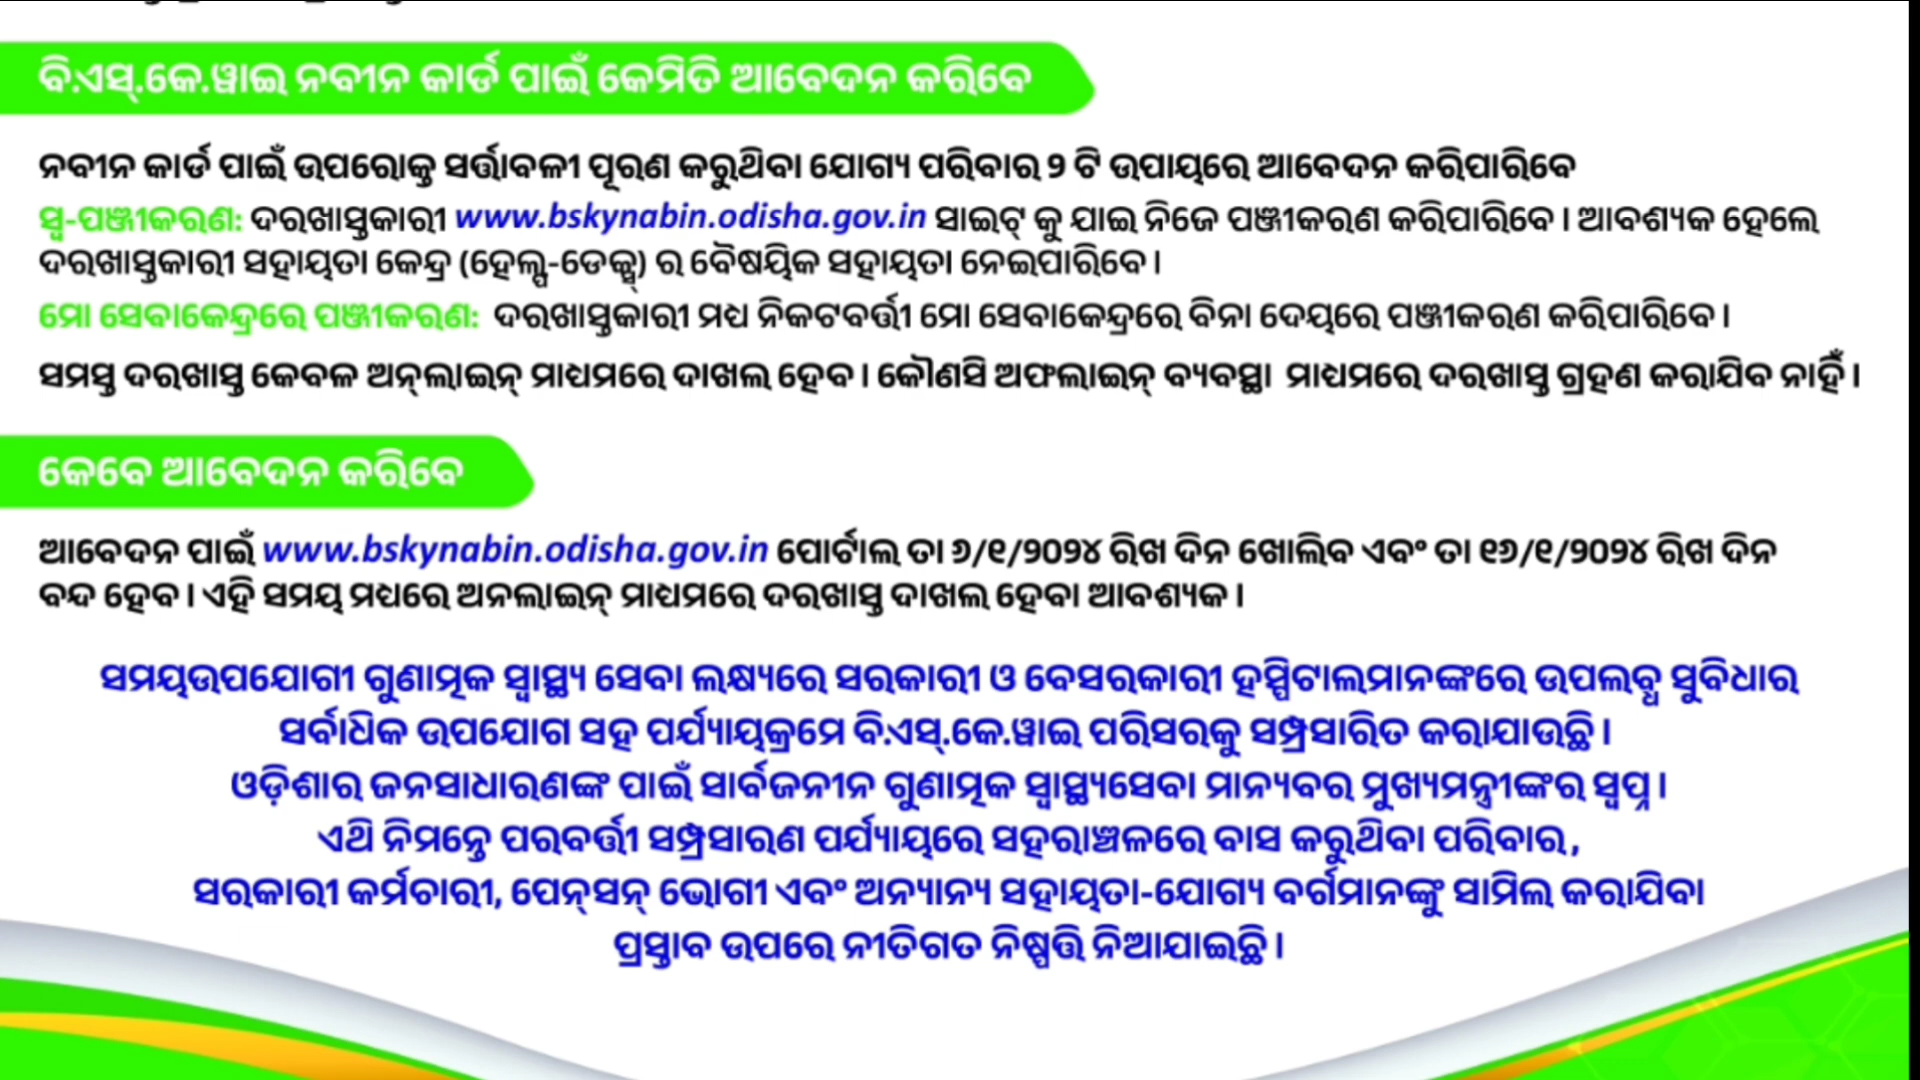 ବି.ଏସ୍.କେ.ୱାଇ ନବୀନ କାର୍ଡ ପାଇଁ କେମିତି ଆବେଦନ କରିବେ
ନବୀନ କାର୍ଡ ପାଇଁ ଉପରୋକ୍ତ ସର୍ତ୍ତାବଳୀ ପୂରଣ କରୁଥିବା ଯୋଗ୍ୟ ପରିବାର ୨ ଟି ଉପାୟରେ ଆବେଦନ କରିପାରିବେ
ସ୍ୱ-ପଞ୍ଜୀକରଣ: ଦରଖାସ୍ତକାରୀ www.bskynabin.odisha.gov.in ସାଇଟ୍ କୁ ଯାଇ ନିଜେ ପଞ୍ଜୀକରଣ କରିପାରିବେ । ଆବଶ୍ୟକ ହେଲେ
ଦରଖାସ୍ତକାରୀ ସହାୟତା କେନ୍ଦ୍ର (ହେଲ୍ପ-ଡେକ୍ସ୍) ର ବୈଷୟିକ ସହାୟତା ନେଇପାରିବେ ।
ମୋ ସେବାକେନ୍ଦ୍ରରେ ପଞ୍ଜୀକରଣ: ଦରଖାସ୍ତକାରୀ ମଧ୍ୟ ନିକଟବର୍ତ୍ତୀ ମୋ ସେବାକେନ୍ଦ୍ରରେ ବିନା ଦେୟରେ ପଞ୍ଜୀକରଣ କରିପାରିବେ ।
ସମସ୍ତ ଦରଖାସ୍ତ କେବଳ ଅନ୍‌ଲାଇନ୍ ମାଧ୍ୟମରେ ଦାଖଲ ହେବ । କୌଣସି ଅଫଲାଇନ୍ ବ୍ୟବସ୍ଥା ମାଧ୍ୟମରେ ଦରଖାସ୍ତ ଗ୍ରହଣ କରାଯିବ ନାହିଁ ।
କେବେ ଆବେଦନ କରିବେ
ଆବେଦନ ପାଇଁ www.bskynabin.odisha.gov.in ପୋର୍ଟାଲ୍ ତା ୬/୧/୨୦୨୪ ରିଖ ଦିନ ଖୋଲିବ ଏବଂ ତା ୧୬/୧/୨୦୨୪ ରିଖ ଦିନ
ବନ୍ଦ ହେବ । ଏହି ସମୟ ମଧ୍ୟରେ ଅନଲାଇନ୍ ମାଧ୍ୟମରେ ଦରଖାସ୍ତ ଦାଖଲ ହେବା ଆବଶ୍ୟକ ।
ସମୟଉପଯୋଗୀ ଗୁଣାତ୍ମକ ସ୍ୱାସ୍ଥ୍ୟ ସେବା ଲକ୍ଷ୍ୟରେ ସରକାରୀ ଓ ବେସରକାରୀ ହସ୍ପିଟାଲମାନଙ୍କରେ ଉପଲବ୍ଧ ସୁବିଧାର
ସର୍ବାଧିକ ଉପଯୋଗ ସହ ପର୍ଯ୍ୟାୟକ୍ରମେ ବି.ଏସ୍.କେ.ୱାଇ ପରିସରକୁ ସମ୍ପ୍ରସାରିତ କରାଯାଉଛି ।
ଓଡ଼ିଶାର ଜନସାଧାରଣଙ୍କ ପାଇଁ ସାର୍ବଜନୀନ ଗୁଣାତ୍ମକ ସ୍ୱାସ୍ଥ୍ୟସେବା ମାନ୍ୟବର ମୁଖ୍ୟମନ୍ତ୍ରୀଙ୍କର ସ୍ୱପ୍ନ ।
ଏଥି ନିମନ୍ତେ ପରବର୍ତ୍ତୀ ସମ୍ପ୍ରସାରଣ ପର୍ଯ୍ୟାୟରେ ସହରାଞ୍ଚଳରେ ବାସ କରୁଥିବା ପରିବାର,
ସରକାରୀ କର୍ମଚାରୀ, ପେନ୍‌ସନ୍ ଭୋଗୀ ଏବଂ ଅନ୍ୟାନ୍ୟ ସହାୟତା-ଯୋଗ୍ୟ ବର୍ଗମାନଙ୍କୁ ସାମିଲ କରାଯିବା
ପ୍ରସ୍ତାବ ଉପରେ ନୀତିଗତ ନିଷ୍ପତ୍ତି ନିଆଯାଇଛି ।